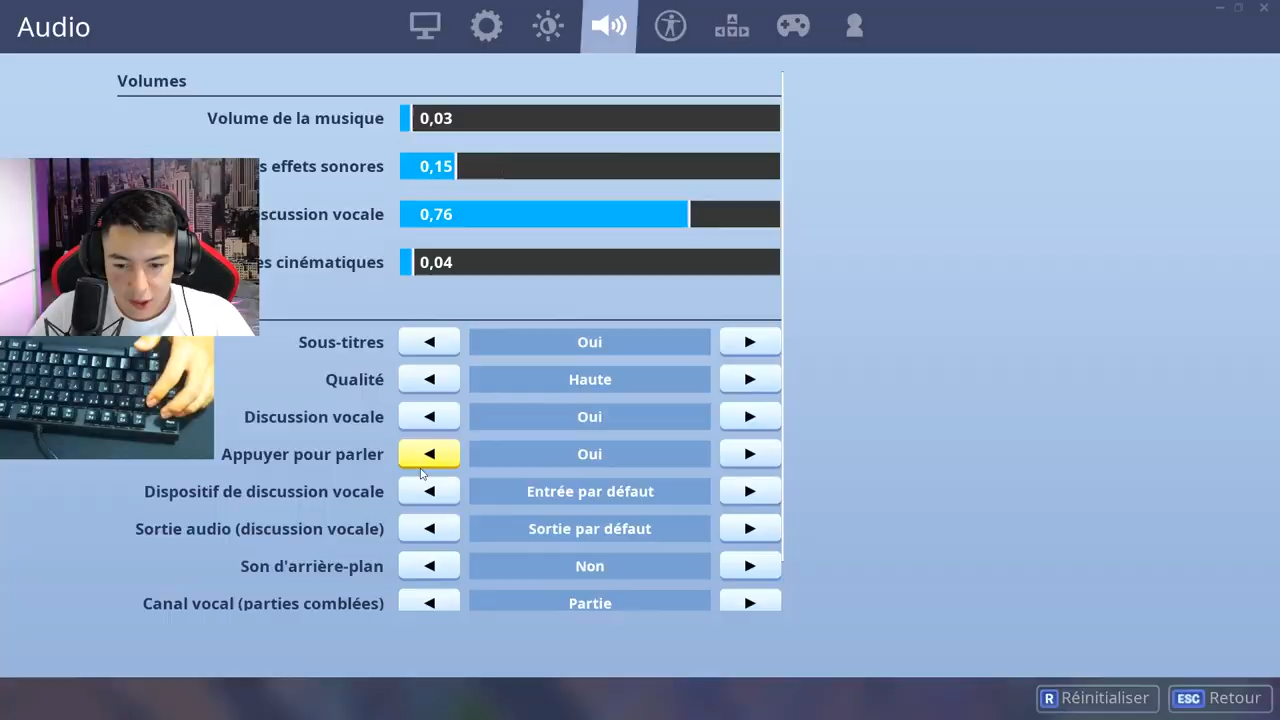 Audio
Volumes
Volume de la musique 0,03
effets sonores 0,15
vocale 0,76
cinématiques 0,04
Sous-titres ◀ Oui ▶
Qualité ◀ Haute ▶
Discussion vocale ◀ Oui ▶
Appuyer pour parler ◀ Oui ▶
Dispositif de discussion vocale ◀ Entrée par défaut ▶
Sortie audio (discussion vocale) ◀ Sortie par défaut ▶
Son d'arrière-plan ◀ Non ▶
Canal vocal (parties comblées) ◀ Partie ▶
R Réinitialiser ESC Retour